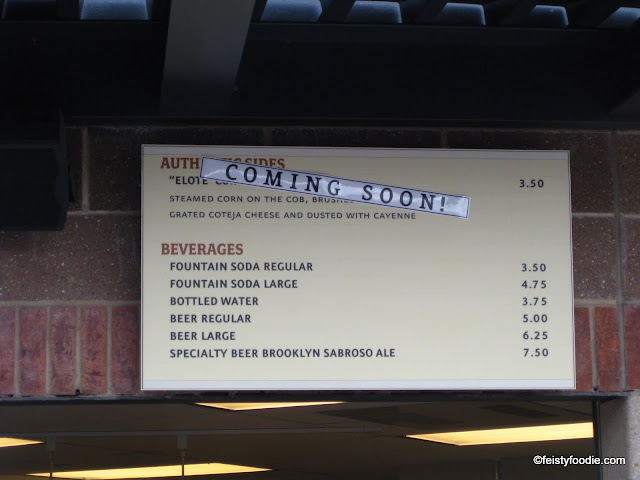 AUTH SIDES
COMING SOON!
"ELOTE" 3.50
STEAMED CORN ON THE COB,
GRATED COTEJA CHEESE AND DUSTED WITH CAYENNE
BEVERAGES
FOUNTAIN SODA REGULAR 3.50
FOUNTAIN SODA LARGE 4.75
BOTTLED WATER 3.75
BEER REGULAR 5.00
BEER LARGE 6.25
SPECIALTY BEER BROOKLYN SABROSO ALE 7.50
©feistyfoodie.com